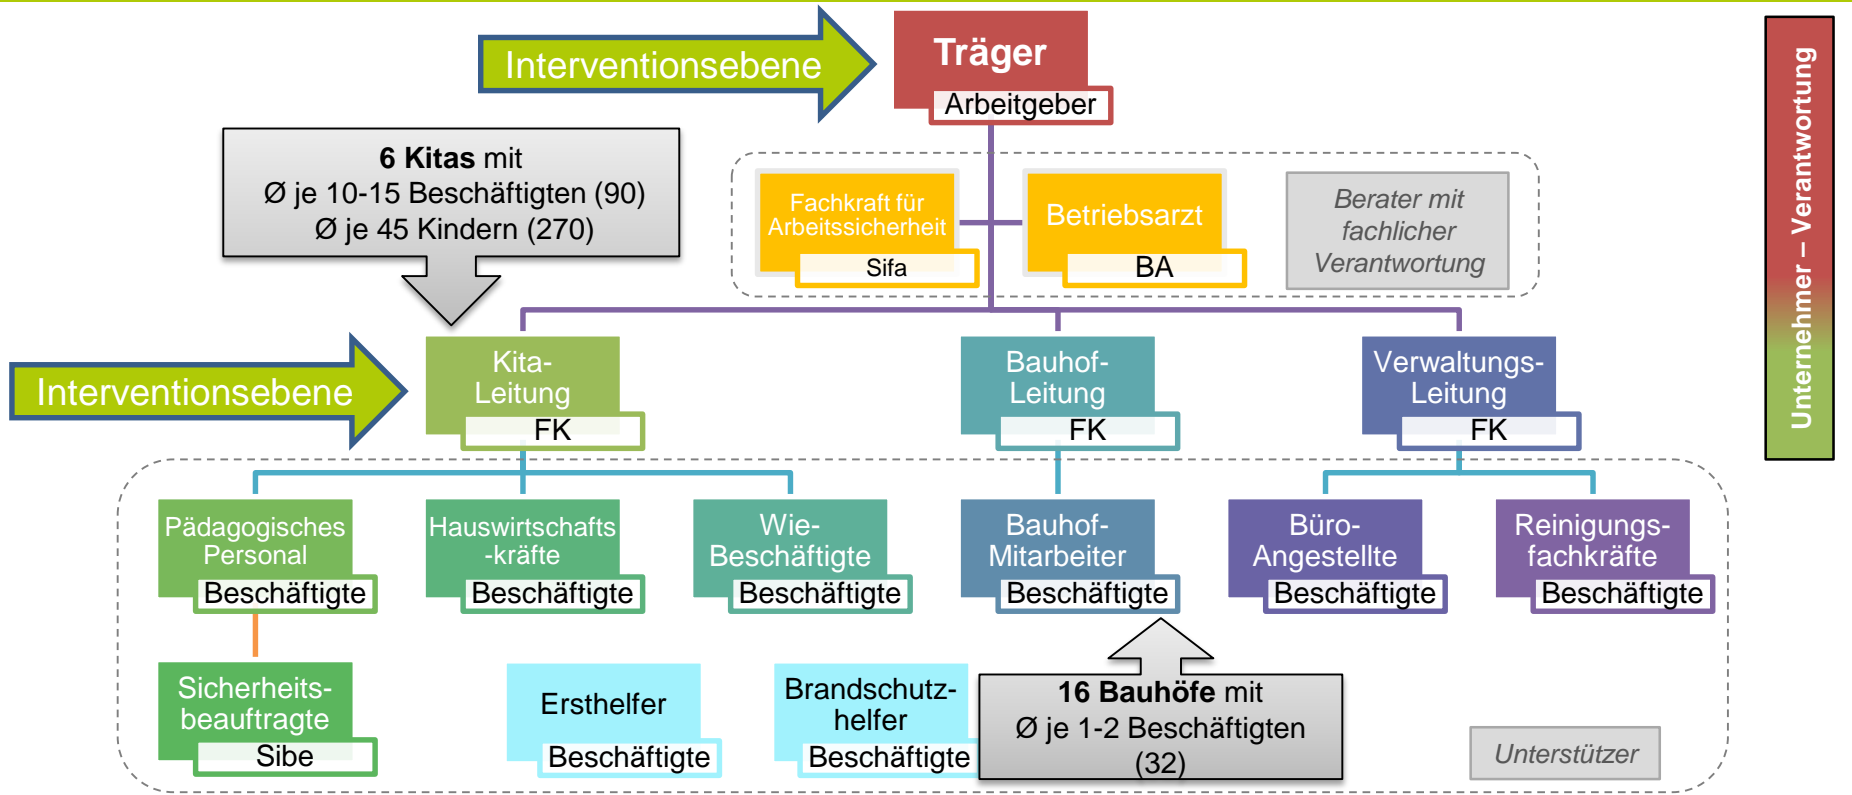 Interventionsebene
Träger
Arbeitgeber
6 Kitas mit
Ø je 10-15 Beschäftigten (90)
Ø je 45 Kindern (270)
Fachkraft für
Arbeitssicherheit
Sifa
Betriebsarzt
BA
Berater mit
fachlicher
Verantwortung
Unternehmer – Verantwortung
Interventionsebene
Kita-
Leitung
FK
Bauhof-
Leitung
FK
Verwaltungs-
Leitung
FK
Pädagogisches
Personal
Beschäftigte
Hauswirtschafts
-kräfte
Beschäftigte
Wie-
Beschäftigte
Beschäftigte
Bauhof-
Mitarbeiter
Beschäftigte
Büro-
Angestellte
Beschäftigte
Reinigungs-
fachkräfte
Beschäftigte
Sicherheits-
beauftragte
Sibe
Ersthelfer
Beschäftigte
Brandschutz-
helfer
Beschäftigte
16 Bauhöfe mit
Ø je 1-2 Beschäftigten
(32)
Unterstützer